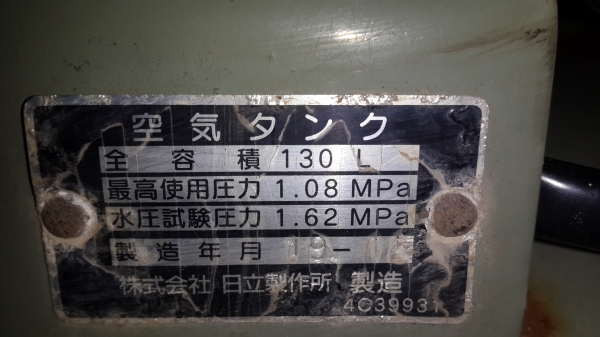 空気タンク
全容積 130 L
最高使用圧力 1.08 MPa
水圧試験圧力 1.62 MPa
製造年月 19-
株式会社 日立製作所 製造
4C39931